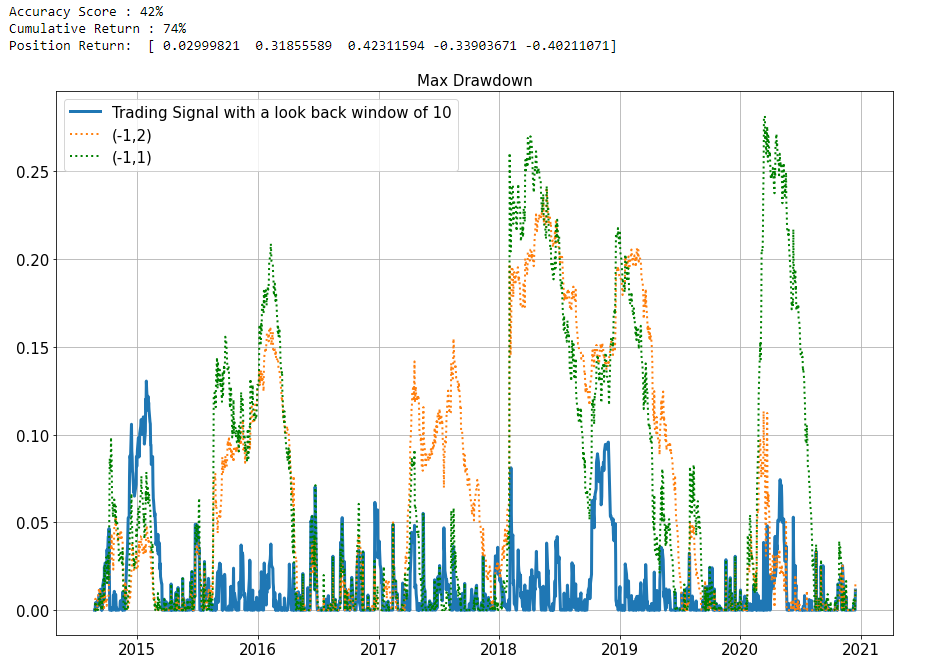 Accuracy Score : 42%
Cumulative Return : 74%
Position Return:  [ 0.02999821  0.31855589  0.42311594 -0.33903671 -0.40211071]
Max Drawdown
Trading Signal with a look back window of 10
(-1,2)
(-1,1)
0.25
0.20
0.15
0.10
0.05
0.00
2015 2016 2017 2018 2019 2020 2021